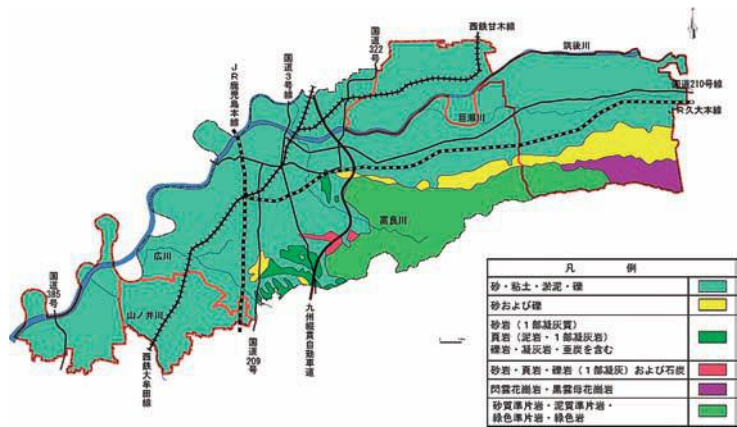 西鉄甘木線
国道322号
国道3号線
JR鹿児島本線
筑後川
国道210号線
JR久大本線
巨瀬川
高良川
広川
国道385号
山ノ井川
西鉄大牟田線
国道209号
九州縦貫自動車道
凡 例
砂・粘土・淤泥・礫
砂および礫
砂岩(1部凝灰質)
頁岩(泥岩・1部凝灰岩)
礫岩・凝灰岩・亜炭を含む
砂岩・頁岩・礫岩(1部凝灰)および石炭
閃雲花崗岩・黒雲母花崗岩
砂質準片岩・泥質準片岩・
緑色準片岩・緑色岩